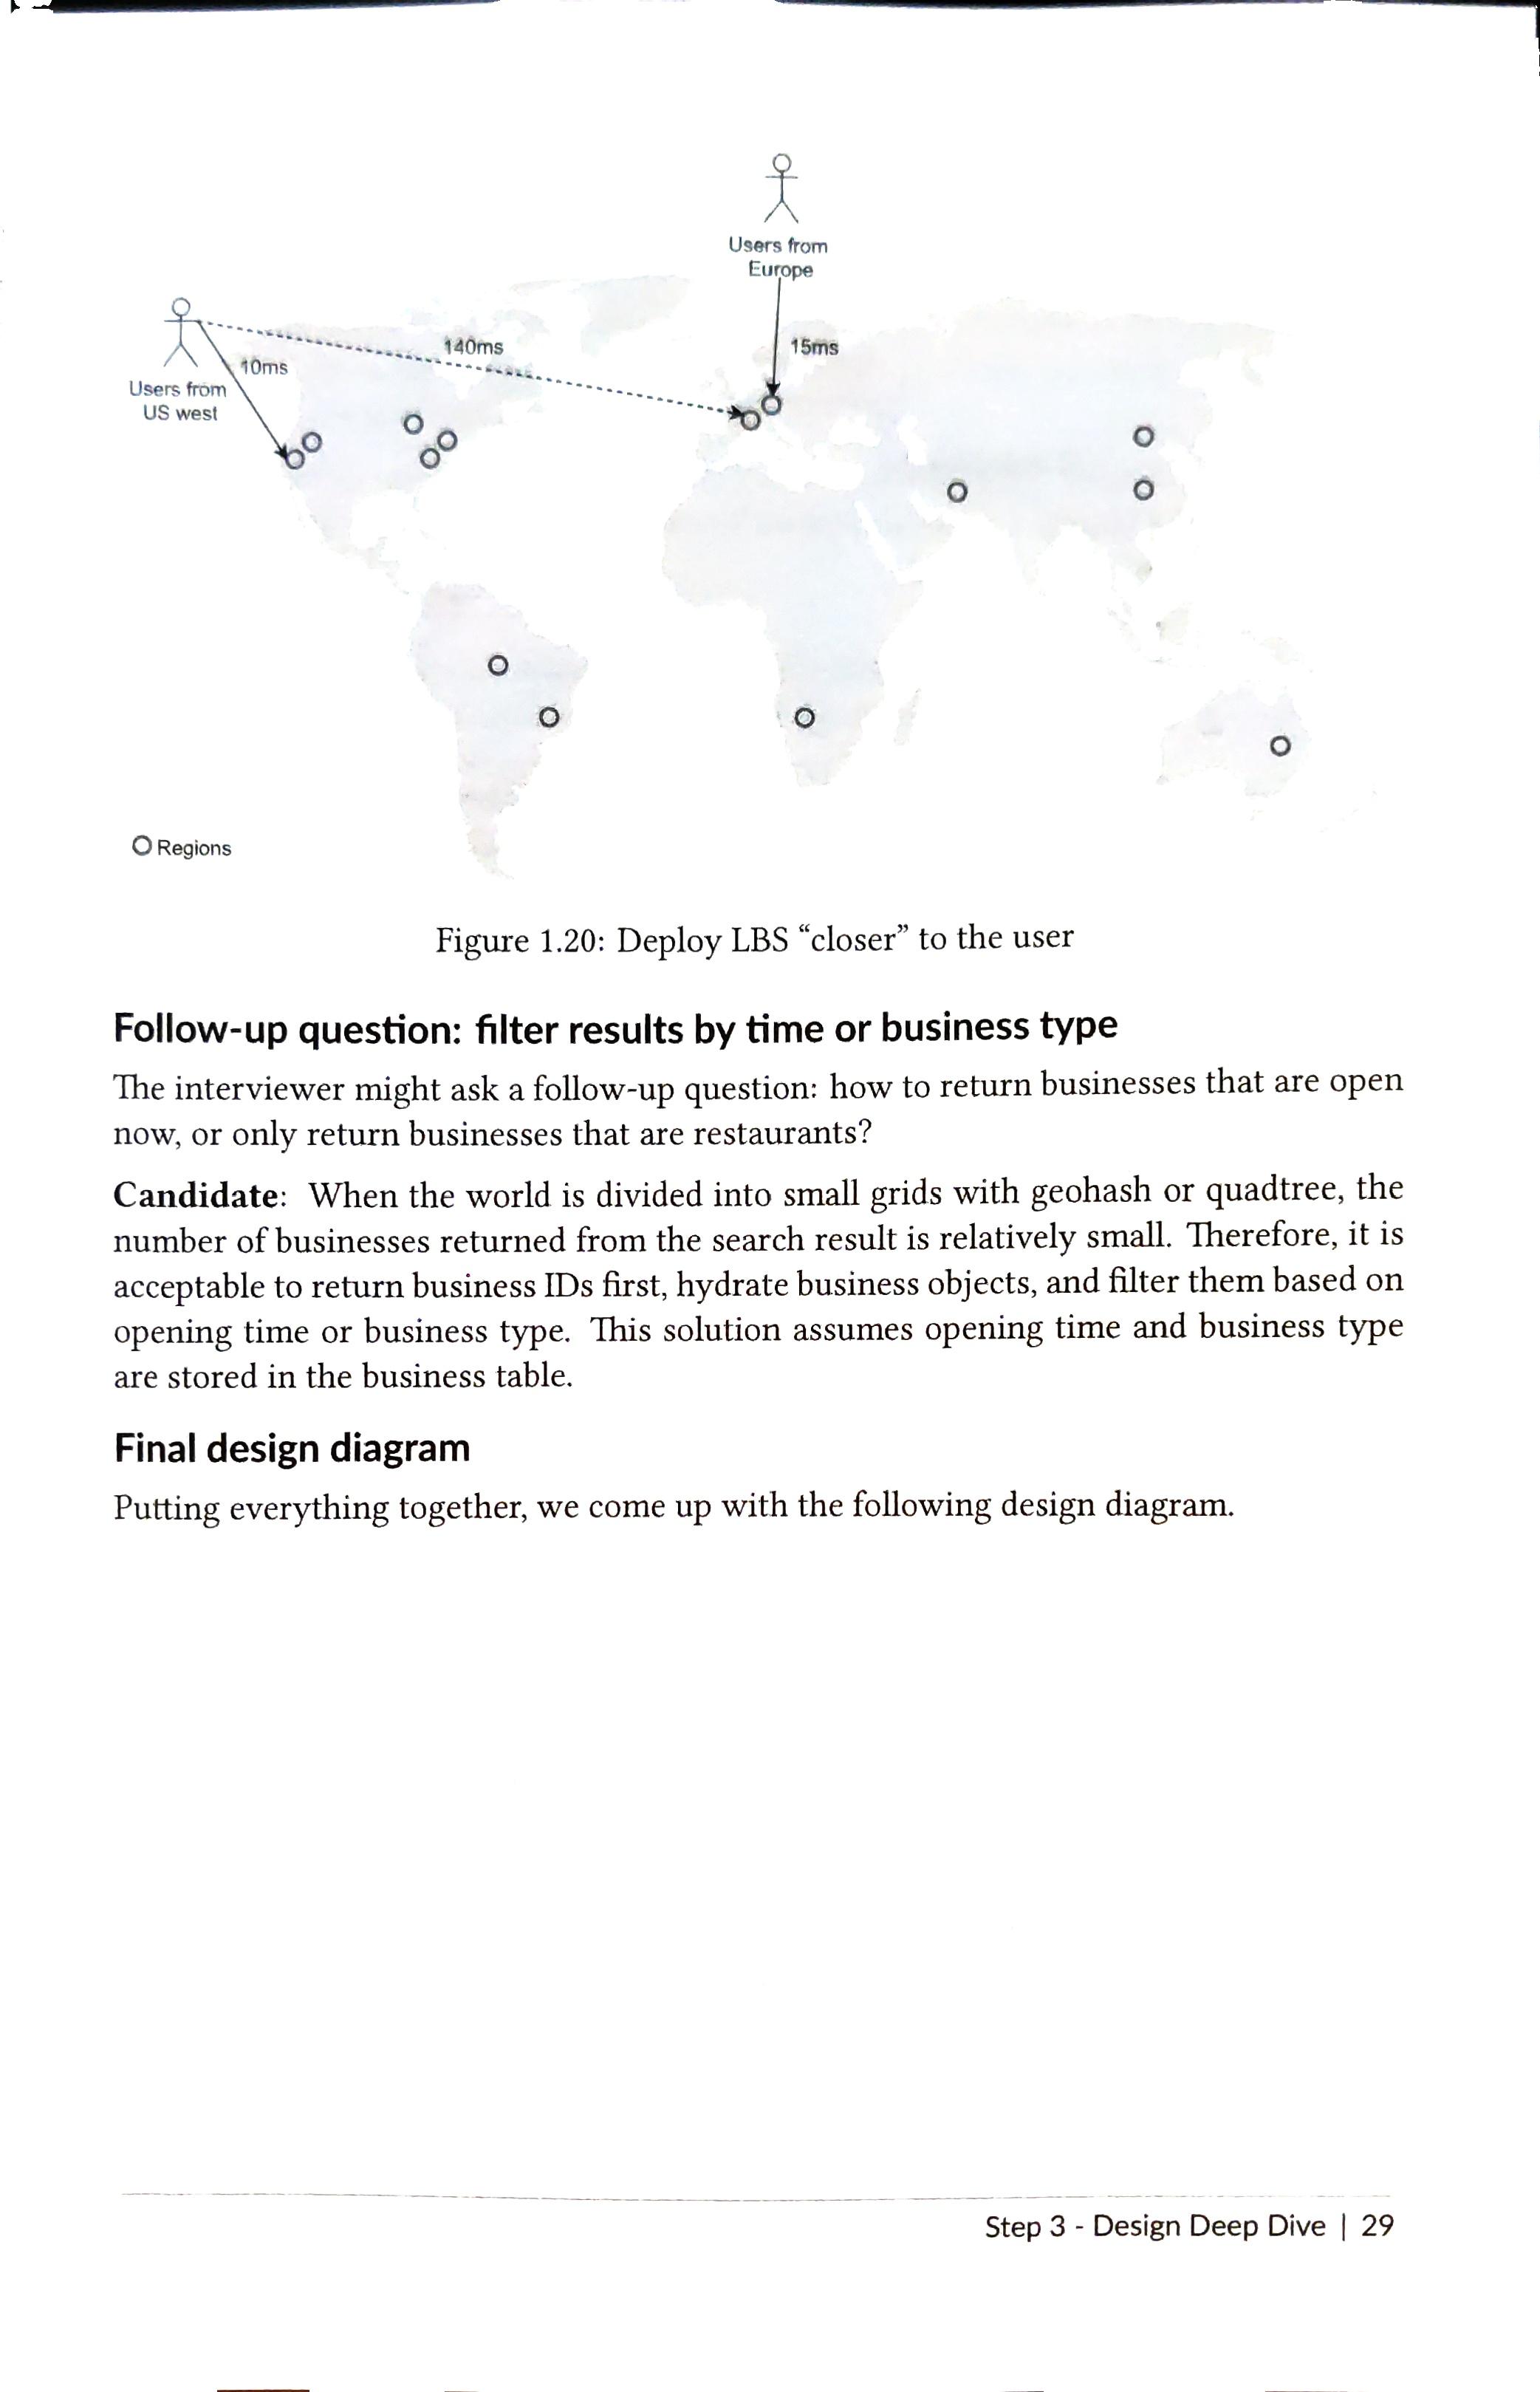 Users from
Europe
140ms
15ms
10ms
Users from
US west
Regions
Figure 1.20: Deploy LBS “closer” to the user
Follow-up question: filter results by time or business type
The interviewer might ask a follow-up question: how to return businesses that are open
now, or only return businesses that are restaurants?
Candidate: When the world is divided into small grids with geohash or quadtree, the
number of businesses returned from the search result is relatively small. Therefore, it is
acceptable to return business IDs first, hydrate business objects, and filter them based on
opening time or business type. This solution assumes opening time and business type
are stored in the business table.
Final design diagram
Putting everything together, we come up with the following design diagram.
Step 3 - Design Deep Dive | 29